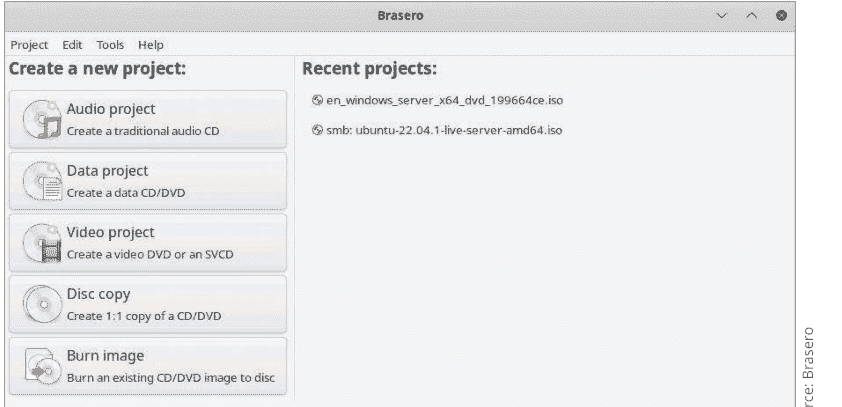 Brasero
Project Edit Tools Help
Create a new project:
Audio project
Create a traditional audio CD
Data project
Create a data CD/DVD
Video project
Create a video DVD or an SVCD
Disc copy
Create 1:1 copy of a CD/DVD
Burn image
Burn an existing CD/DVD image to disc
Recent projects:
en_windows_server_x64_dvd_199664ce.iso
smb: ubuntu-22.04.1-live-server-amd64.iso
rce: Brasero